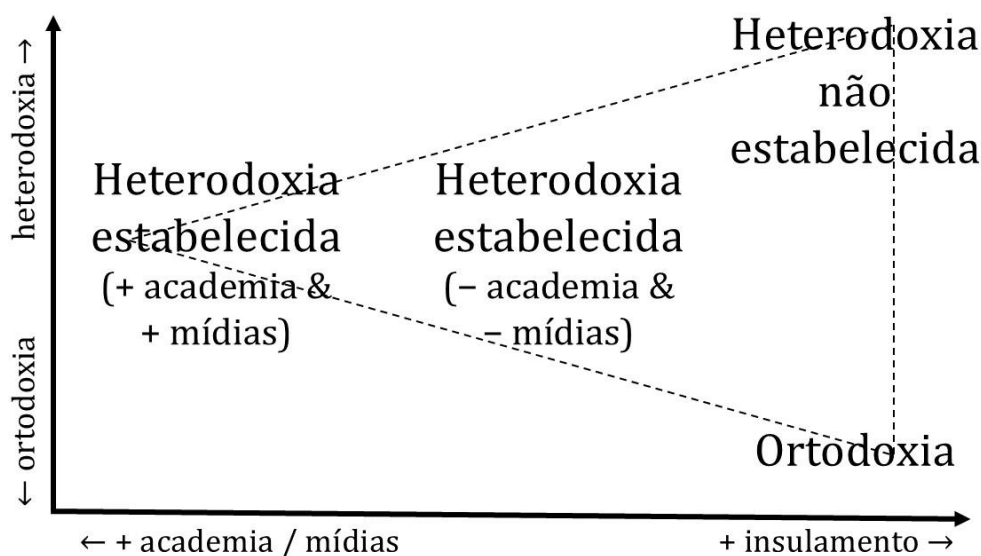 heterodoxia →
← ortodoxia
Heterodoxia
não
estabelecida
Heterodoxia
estabelecida
(+ academia &
+ mídias)
Heterodoxia
estabelecida
(− academia &
− mídias)
Ortodoxia
← + academia / mídias
+ insulamento →